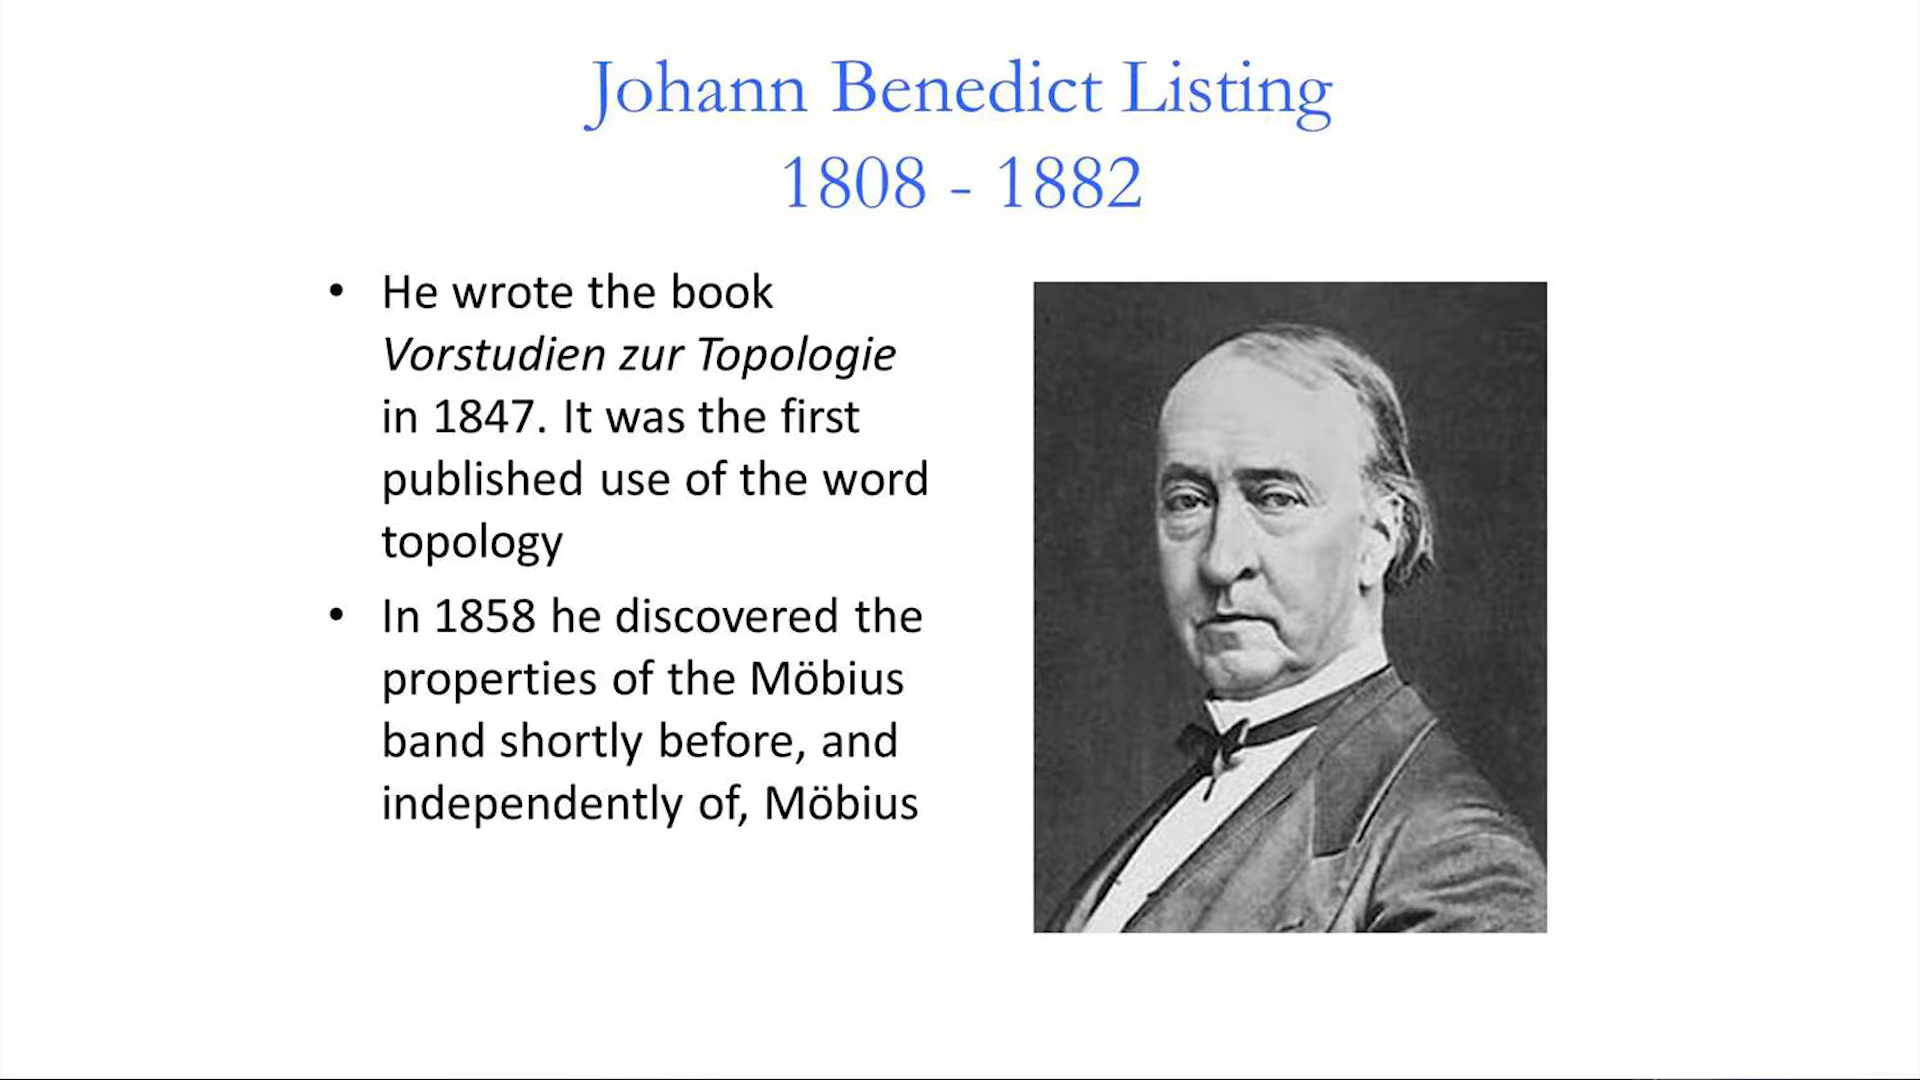 Johann Benedict Listing
1808 - 1882
• He wrote the book
Vorstudien zur Topologie
in 1847. It was the first
published use of the word
topology
• In 1858 he discovered the
properties of the Möbius
band shortly before, and
independently of, Möbius